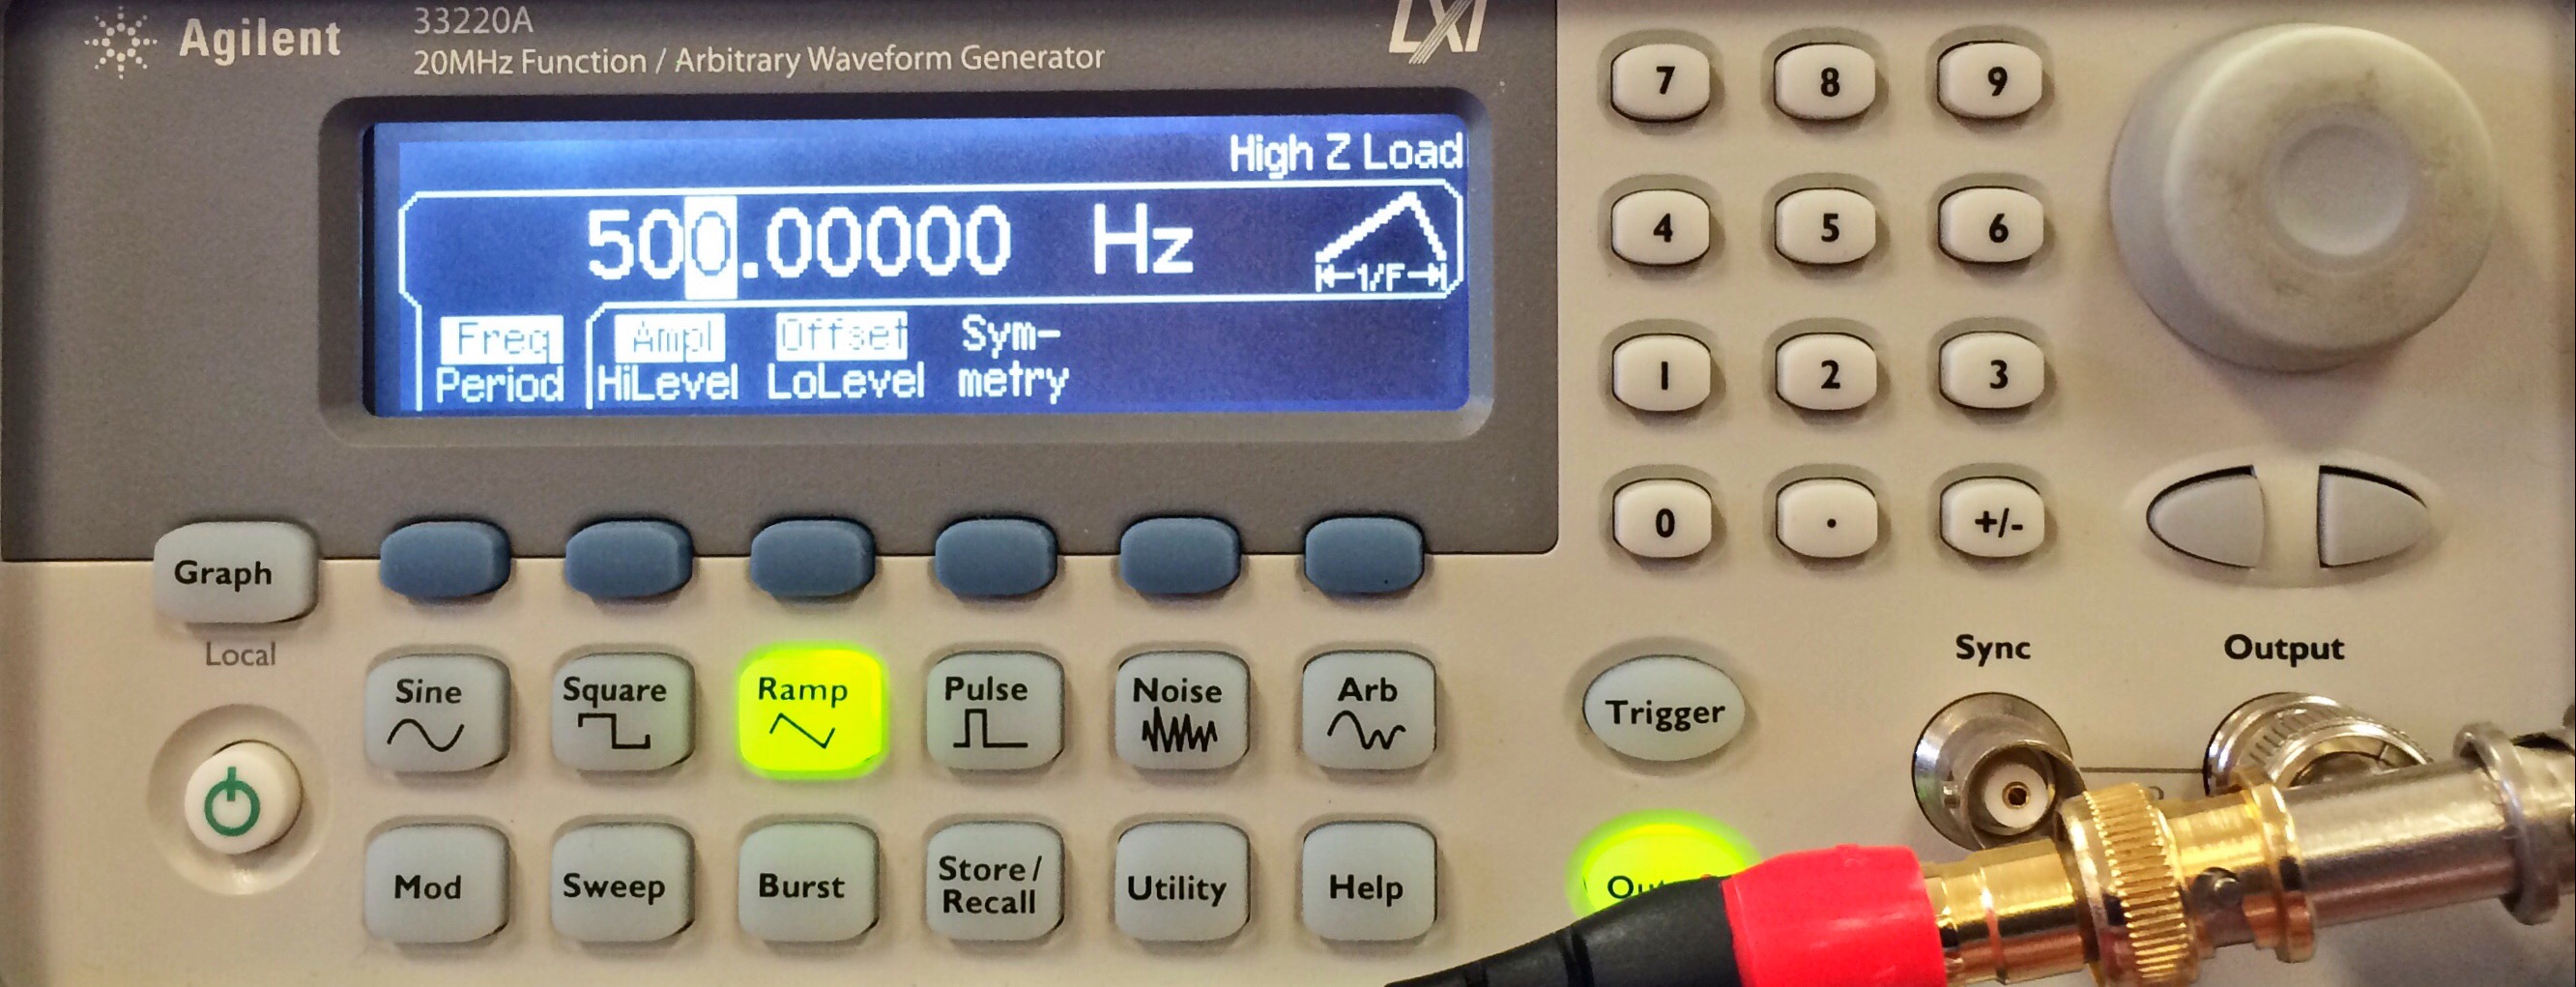 Agilent
33220A
20MHz Function / Arbitrary Waveform Generator
LXI
High Z Load
500.00000 Hz
1/F
Freq Ampl Offset Sym-
Period HiLevel LoLevel metry
7 8 9
4 5 6
1 2 3
0 . +/-
Graph
Local
Sine Square Ramp Pulse Noise Arb
Trigger
Sync Output
Mod Sweep Burst Store/
Recall Utility Help